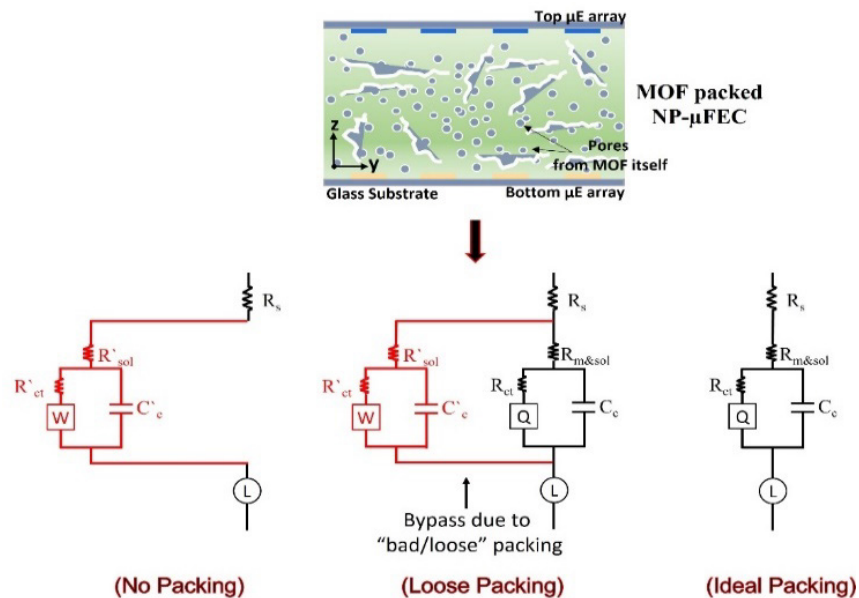 Top µE array
MOF packed
NP-µFEC
z
y
Pores
from MOF itself
Glass Substrate
Bottom µE array
R`sol
R`ct
W
C`c
Rs
L
(No Packing)
R`sol
R`ct
W
C`c
Rs
Rm&sol
Rct
Q
Cc
L
Bypass due to
“bad/loose” packing
(Loose Packing)
Rs
Rm&sol
Rct
Q
Cc
L
(Ideal Packing)